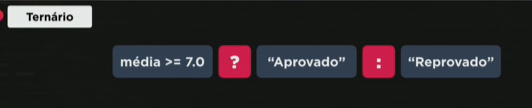 Ternário
média >= 7.0 ? “Aprovado” : “Reprovado”